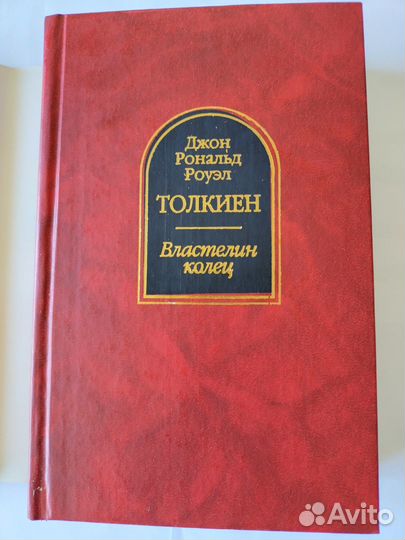 Джон
Рональд
Роуэл
ТОЛКИЕН
Властелин
колец
Avito